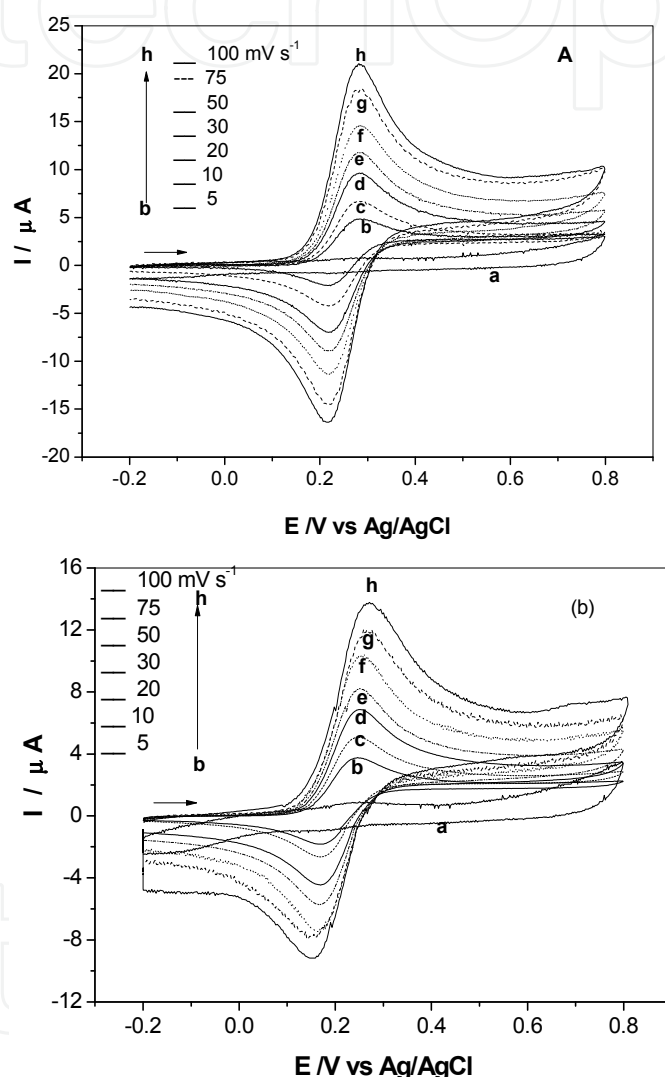 techOp
A
h 100 mV s-1
75
50
30
20
10
b 5
h
g
f
e
d
c
b
a
25
20
15
10
5
0
-5
-10
-15
-20
I / μ A
-0.2 0.0 0.2 0.4 0.6 0.8
E /V vs Ag/AgCl
(b)
100 mV s-1
h
75
50
30
20
10
5
b
h
g
f
e
d
c
b
a
16
12
8
4
0
-4
-8
-12
I / μ A
-0.2 0.0 0.2 0.4 0.6 0.8
E /V vs Ag/AgCl